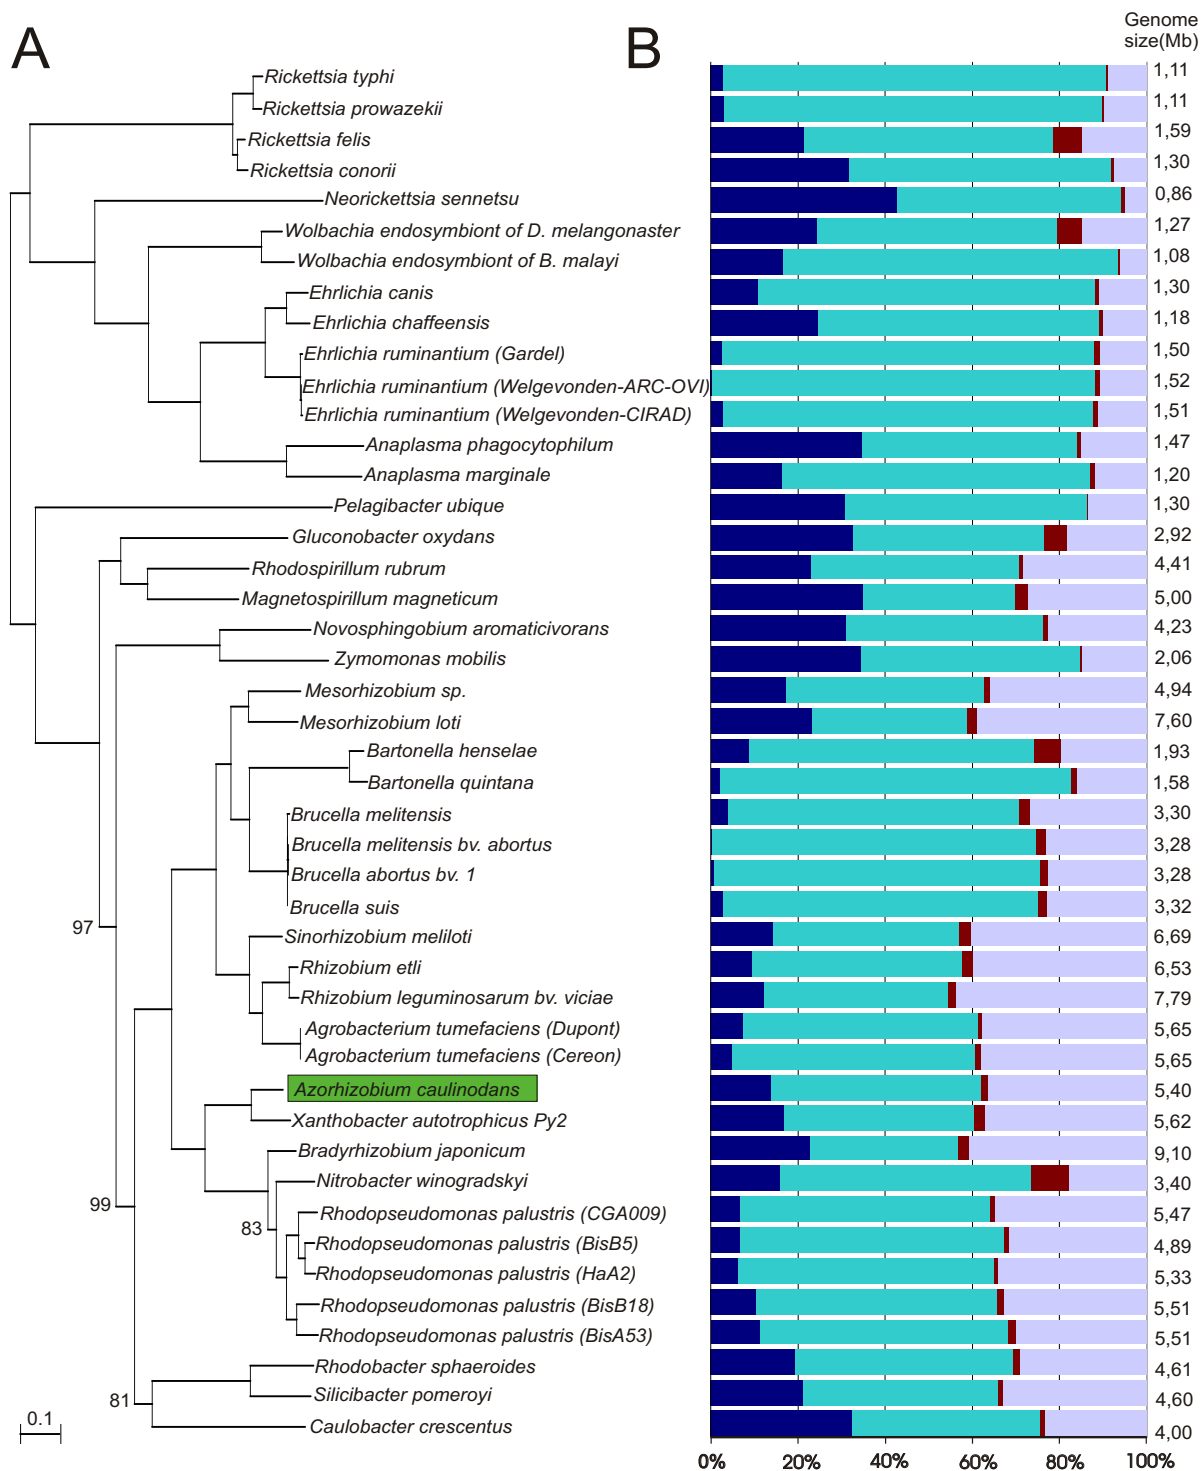 A
B
Genome
size(Mb)
Rickettsia typhi 1,11
Rickettsia prowazekii 1,11
Rickettsia felis 1,59
Rickettsia conorii 1,30
Neorickettsia sennetsu 0,86
Wolbachia endosymbiont of D. melangonaster 1,27
Wolbachia endosymbiont of B. malayi 1,08
Ehrlichia canis 1,30
Ehrlichia chaffeensis 1,18
Ehrlichia ruminantium (Gardel) 1,50
Ehrlichia ruminantium (Welgevonden-ARC-OVI) 1,52
Ehrlichia ruminantium (Welgevonden-CIRAD) 1,51
Anaplasma phagocytophilum 1,47
Anaplasma marginale 1,20
Pelagibacter ubique 1,30
Gluconobacter oxydans 2,92
Rhodospirillum rubrum 4,41
Magnetospirillum magneticum 5,00
Novosphingobium aromaticivorans 4,23
Zymomonas mobilis 2,06
Mesorhizobium sp. 4,94
Mesorhizobium loti 7,60
Bartonella henselae 1,93
Bartonella quintana 1,58
Brucella melitensis 3,30
Brucella melitensis bv. abortus 3,28
Brucella abortus bv. 1 3,28
Brucella suis 3,32
97
Sinorhizobium meliloti 6,69
Rhizobium etli 6,53
Rhizobium leguminosarum bv. viciae 7,79
Agrobacterium tumefaciens (Dupont) 5,65
Agrobacterium tumefaciens (Cereon) 5,65
Azorhizobium caulinodans 5,40
Xanthobacter autotrophicus Py2 5,62
Bradyrhizobium japonicum 9,10
Nitrobacter winogradskyi 3,40
99
Rhodopseudomonas palustris (CGA009) 5,47
83
Rhodopseudomonas palustris (BisB5) 4,89
Rhodopseudomonas palustris (HaA2) 5,33
Rhodopseudomonas palustris (BisB18) 5,51
Rhodopseudomonas palustris (BisA53) 5,51
Rhodobacter sphaeroides 4,61
Silicibacter pomeroyi 4,60
81
Caulobacter crescentus 4,00
0.1
0% 20% 40% 60% 80% 100%